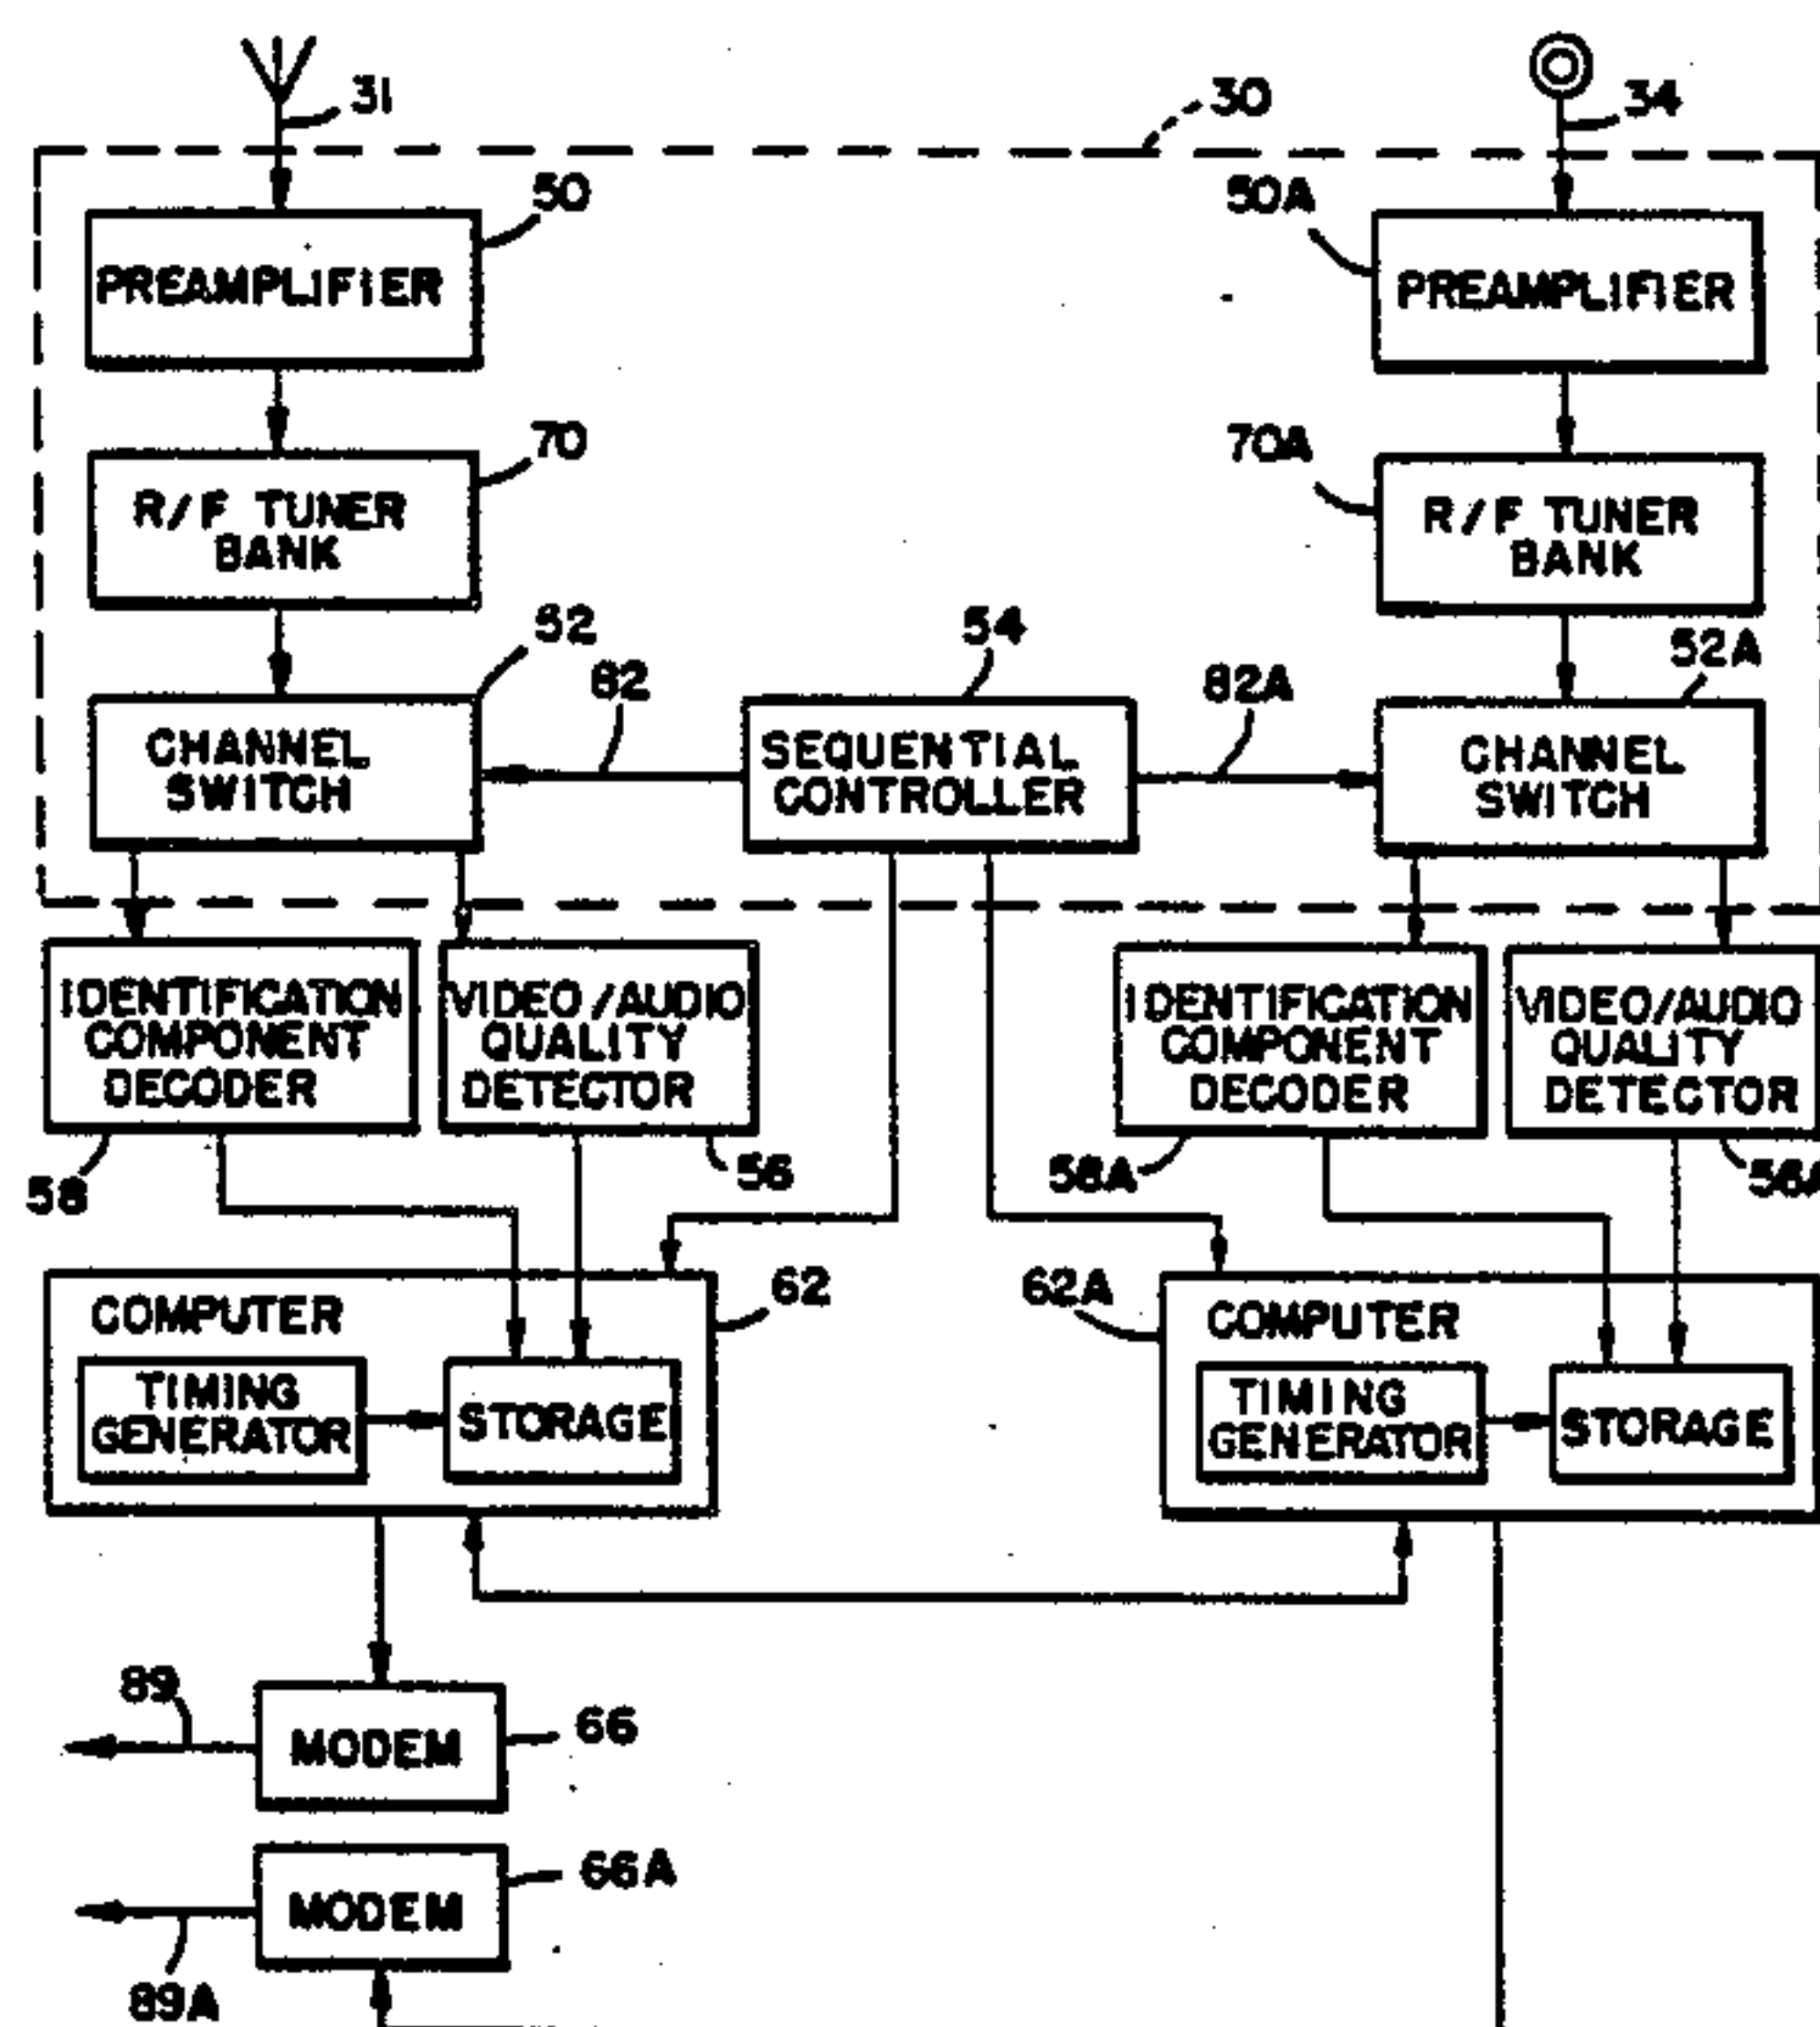 31
30
34
50
50A
PREAMPLIFIER
PREAMPLIFIER
70
70A
R/F TUNER
BANK
R/F TUNER
BANK
52
54
52A
82
82A
CHANNEL
SWITCH
SEQUENTIAL
CONTROLLER
CHANNEL
SWITCH
IDENTIFICATION
COMPONENT
DECODER
VIDEO/AUDIO
QUALITY
DETECTOR
IDENTIFICATION
COMPONENT
DECODER
VIDEO/AUDIO
QUALITY
DETECTOR
58
56
58A
56A
62
62A
COMPUTER
TIMING
GENERATOR
STORAGE
COMPUTER
TIMING
GENERATOR
STORAGE
89
MODEM
66
MODEM
66A
89A